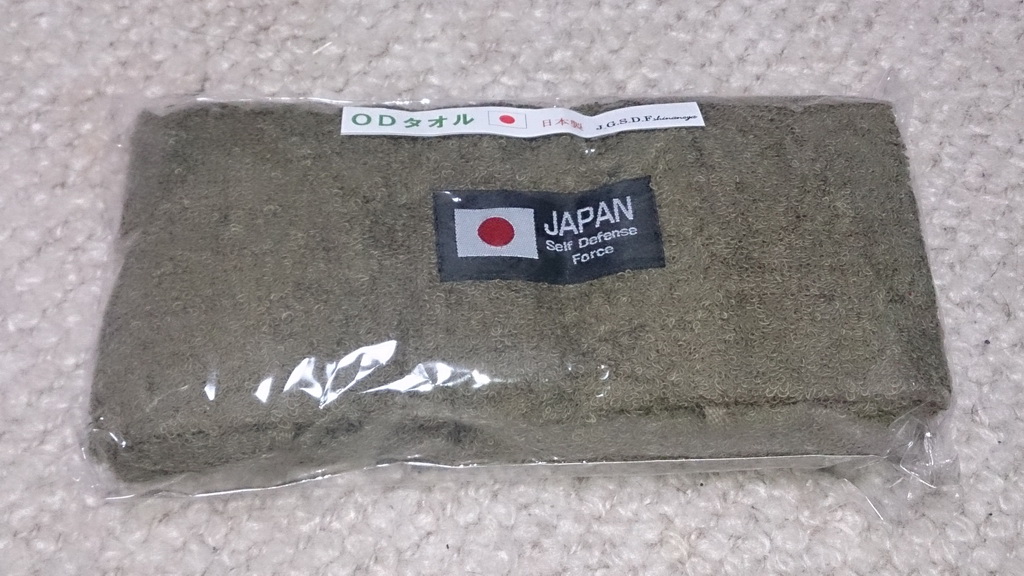 ODタオル 日本製 J.G.S.D.F
JAPAN
Self Defense
Force